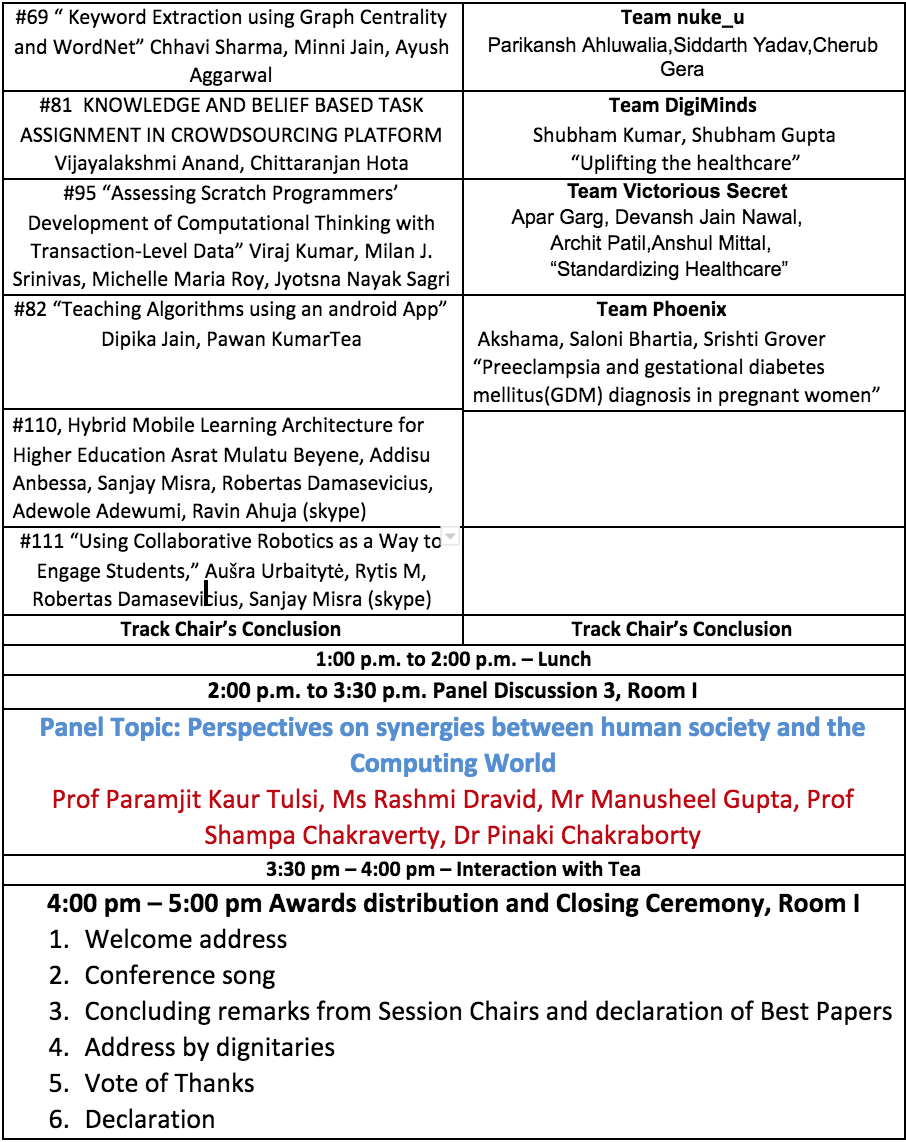 #69 “ Keyword Extraction using Graph Centrality
and WordNet” Chhavi Sharma, Minni Jain, Ayush
Aggarwal
Team nuke_u
Parikansh Ahluwalia,Siddarth Yadav,Cherub
Gera
#81  KNOWLEDGE AND BELIEF BASED TASK
ASSIGNMENT IN CROWDSOURCING PLATFORM
Vijayalakshmi Anand, Chittaranjan Hota
Team DigiMinds
Shubham Kumar, Shubham Gupta
“Uplifting the healthcare”
#95 “Assessing Scratch Programmers’
Development of Computational Thinking with
Transaction-Level Data” Viraj Kumar, Milan J.
Srinivas, Michelle Maria Roy, Jyotsna Nayak Sagri
Team Victorious Secret
Apar Garg, Devansh Jain Nawal,
Archit Patil,Anshul Mittal,
“Standardizing Healthcare”
#82 “Teaching Algorithms using an android App”
Dipika Jain, Pawan KumarTea
Team Phoenix
Akshama, Saloni Bhartia, Srishti Grover
“Preeclampsia and gestational diabetes
mellitus(GDM) diagnosis in pregnant women”
#110, Hybrid Mobile Learning Architecture for
Higher Education Asrat Mulatu Beyene, Addisu
Anbessa, Sanjay Misra, Robertas Damasevicius,
Adewole Adewumi, Ravin Ahuja (skype)
#111 “Using Collaborative Robotics as a Way to
Engage Students,” Aušra Urbaitytė, Rytis M,
Robertas Damasevicius, Sanjay Misra (skype)
Track Chair’s Conclusion
Track Chair’s Conclusion
1:00 p.m. to 2:00 p.m. – Lunch
2:00 p.m. to 3:30 p.m. Panel Discussion 3, Room I
Panel Topic: Perspectives on synergies between human society and the
Computing World
Prof Paramjit Kaur Tulsi, Ms Rashmi Dravid, Mr Manusheel Gupta, Prof
Shampa Chakraverty, Dr Pinaki Chakraborty
3:30 pm – 4:00 pm – Interaction with Tea
4:00 pm – 5:00 pm Awards distribution and Closing Ceremony, Room I
1. Welcome address
2. Conference song
3. Concluding remarks from Session Chairs and declaration of Best Papers
4. Address by dignitaries
5. Vote of Thanks
6. Declaration